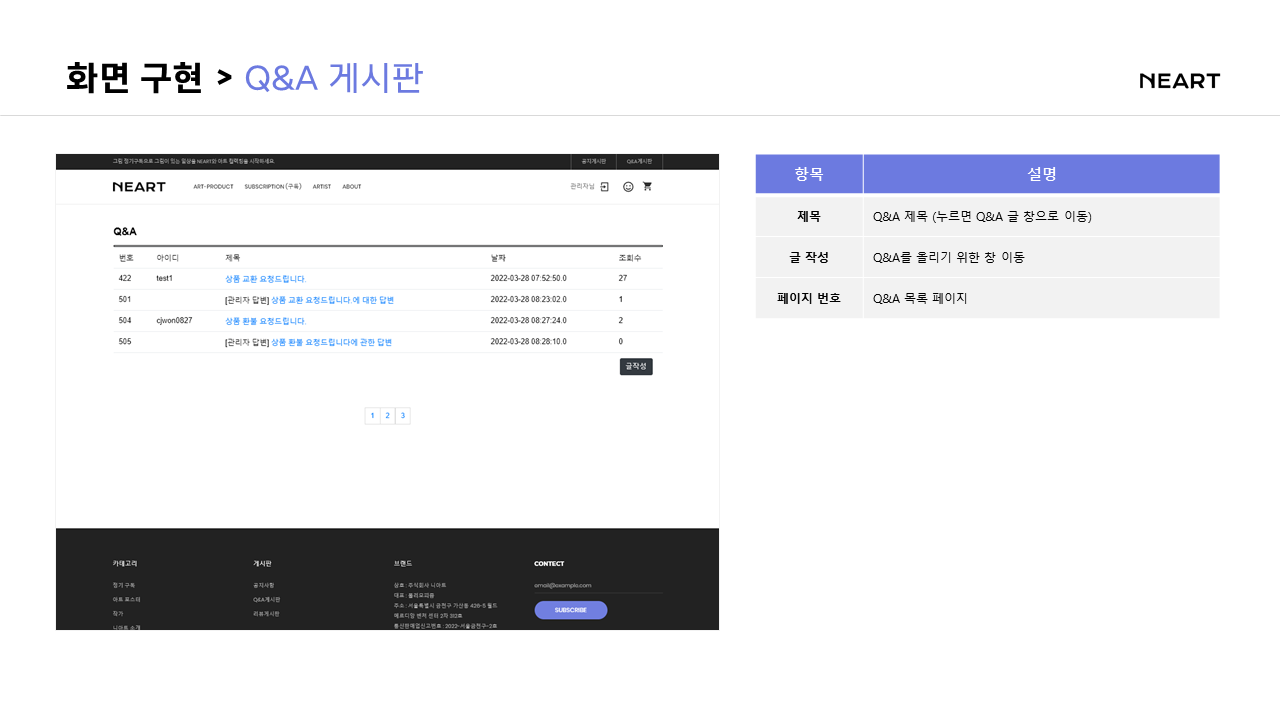 화면 구현 > Q&A 게시판
NEART
그림 정기구독으로 그림이 있는 일상을 NEART와 아트 컬렉팅을 시작하세요.
공지게시판
Q&A게시판
NEART
ART-PRODUCT
SUBSCRIPTION (구독)
ARTIST
ABOUT
관리자님
Q&A
번호 아이디 제목 날짜 조회수
422 test1 상품 교환 요청드립니다. 2022-03-28 07:52:50.0 27
501 [관리자 답변] 상품 교환 요청드립니다.에 대한 답변 2022-03-28 08:23:02.0 1
504 cjwon0827 상품 환불 요청드립니다. 2022-03-28 08:27:24.0 2
505 [관리자 답변] 상품 환불 요청드립니다에 관한 답변 2022-03-28 08:28:10.0 0
글작성
1 2 3
카테고리
정기 구독
아트 포스터
작가
니아트 소개
게시판
공지사항
Q&A게시판
리뷰게시판
브랜드
상호 : 주식회사 니아트
대표 : 폴리모피즘
주소 : 서울특별시 금천구 가산동 426-5 월드
메르디앙 벤처 센터 2차 312호
통신판매업신고번호 : 2022-서울금천구-2호
CONTECT
email@example.com
SUBSCRIBE
항목 설명
제목 Q&A 제목 (누르면 Q&A 글 창으로 이동)
글 작성 Q&A를 올리기 위한 창 이동
페이지 번호 Q&A 목록 페이지